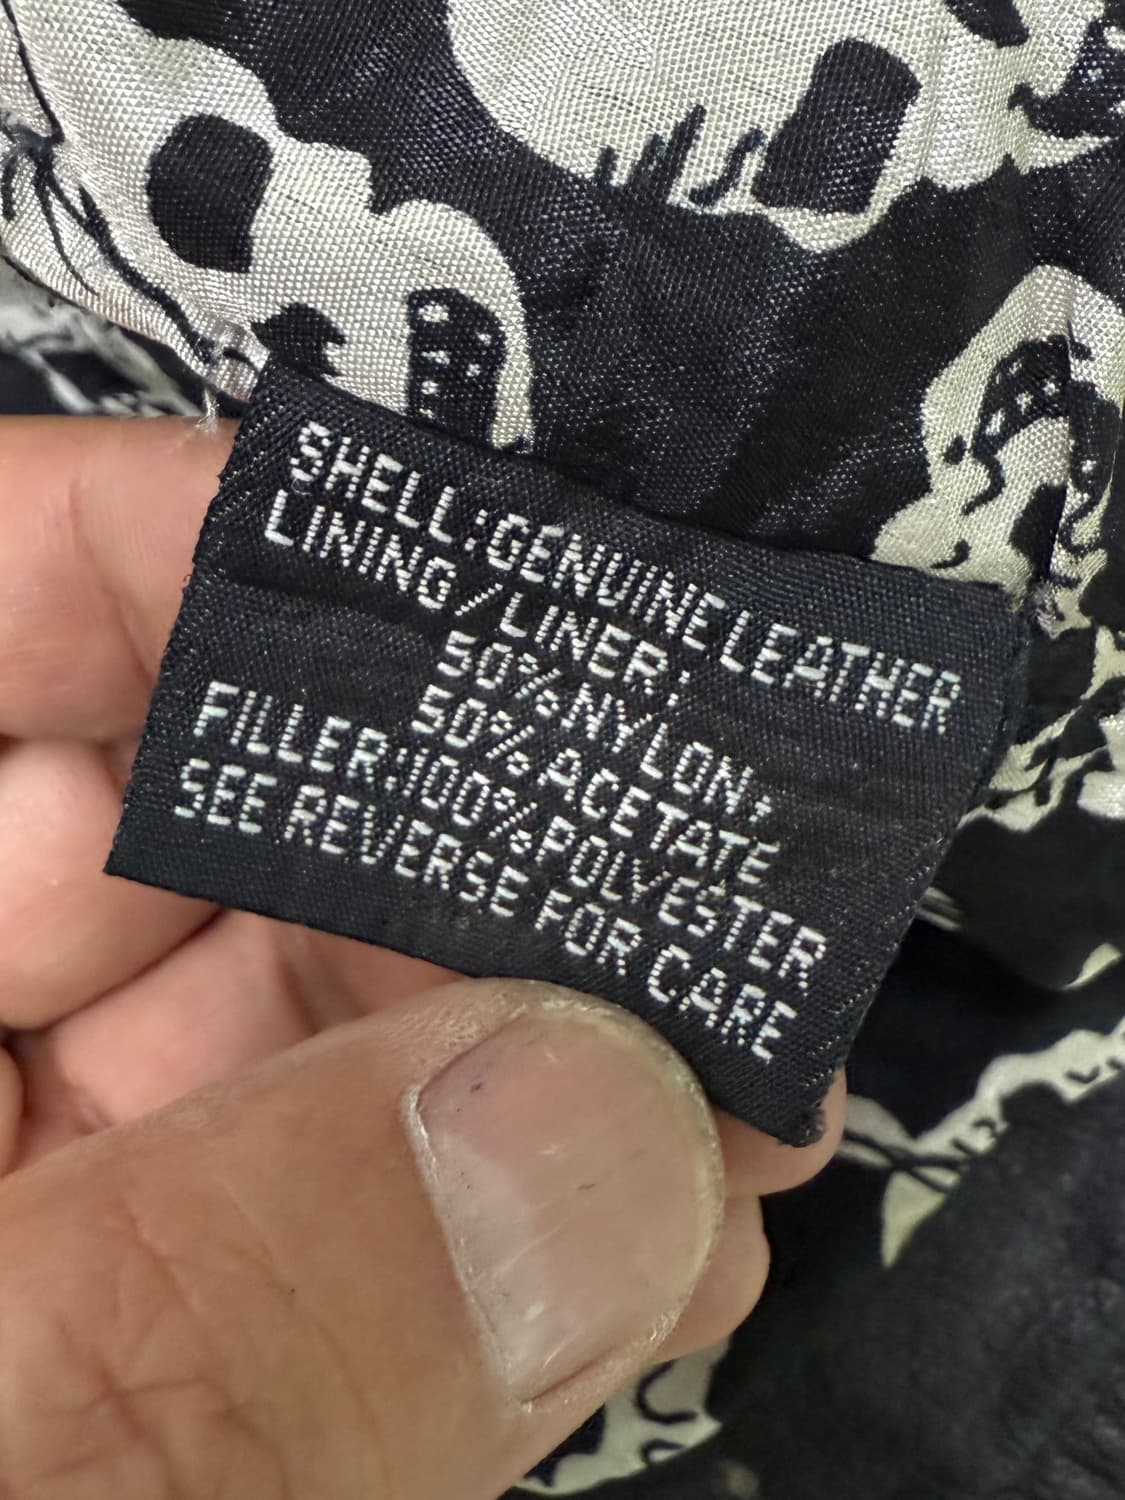 SHELL:GENUINE LEATHER
LINING/LINER:
50% NYLON,
50% ACETATE
FILLER:100% POLYESTER
SEE REVERSE FOR CARE